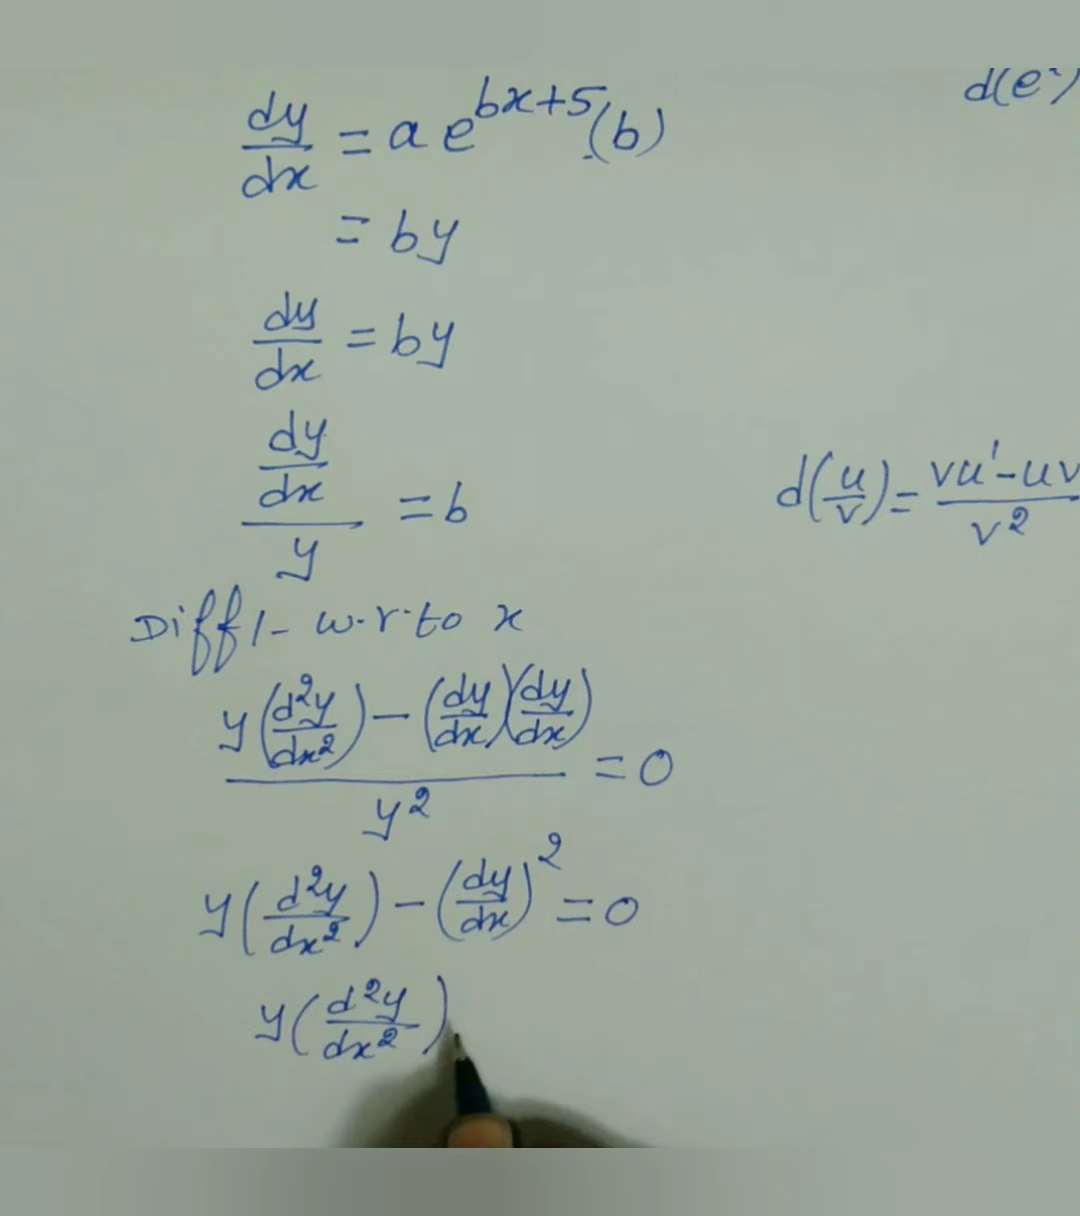 dy/dx = a e^(bx+5) (b)
d(e
= by
dy/dx = by
(dy/dx)/y = b
d(u/v) = (vu' - uv)/v²
Diff/- w.r.to x
(y(d²y/dx²) - (dy/dx)(dy/dx))/y² = 0
y(d²y/dx²) - (dy/dx)² = 0
y(d²y/dx²)